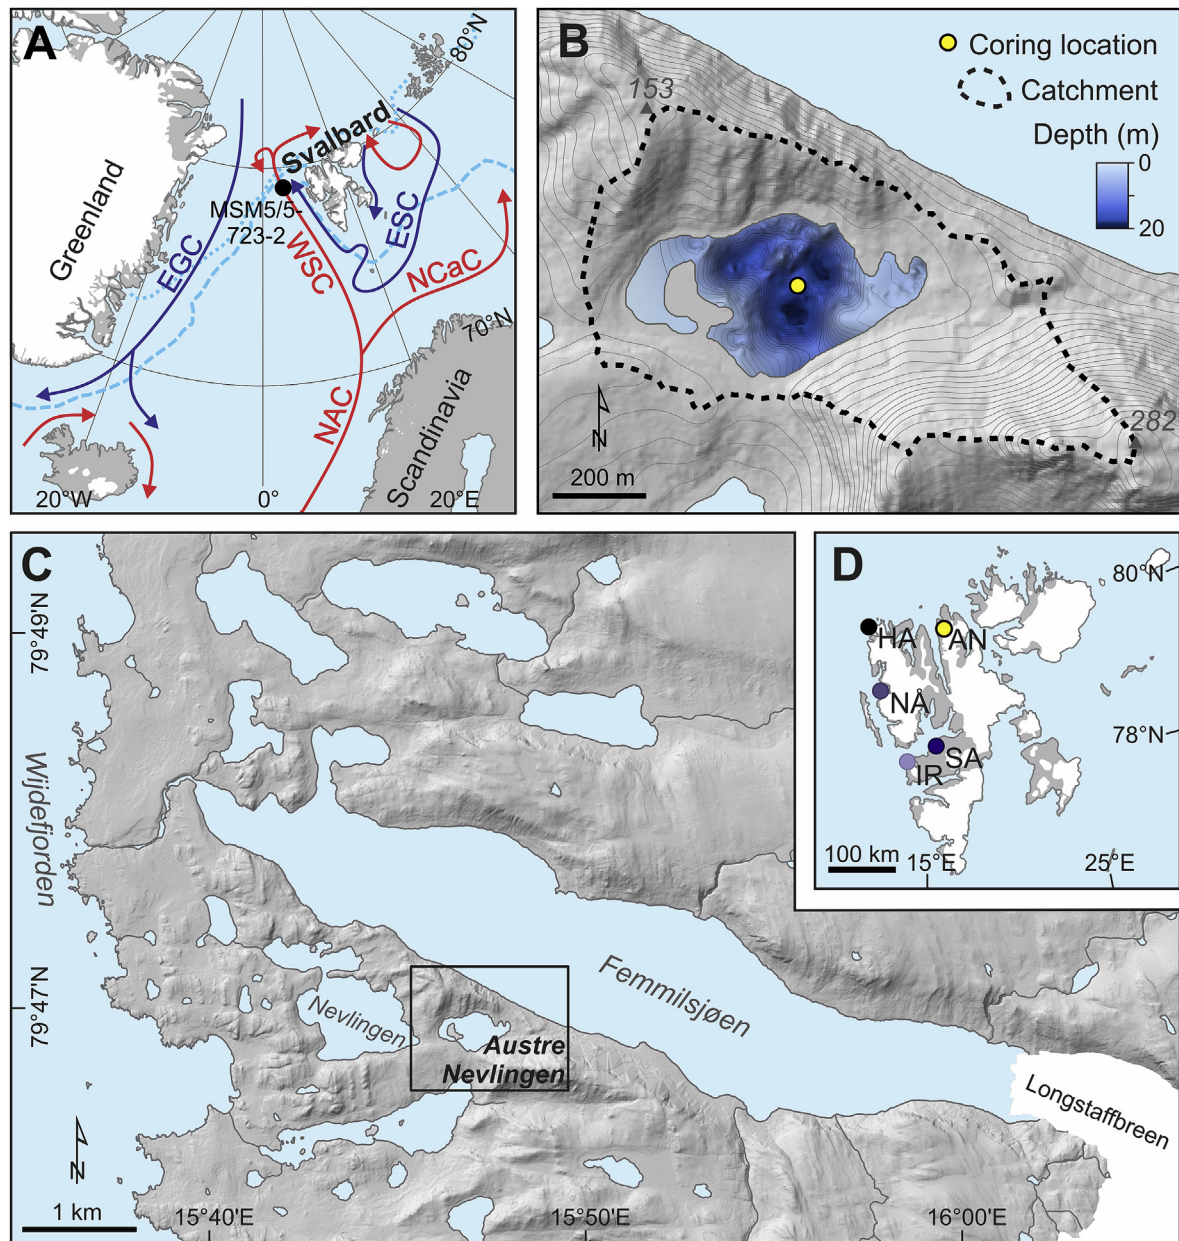 A
80°N
Svalbard
Greenland
MSM5/5-
723-2
EGC
WSC
ESC
NCaC
70°N
NAC
Scandinavia
20°W
0°
20°E
B
Coring location
153
Catchment
Depth (m)
0
20
282
N
200 m
C
79°49'N
Wijdefjorden
79°47'N
Femmilsjøen
Nevlingen
Austre
Nevlingen
Longstaffbreen
N
1 km
15°40'E
15°50'E
16°00'E
D
80°N
HA
AN
NÅ
78°N
SA
IR
100 km
15°E
25°E